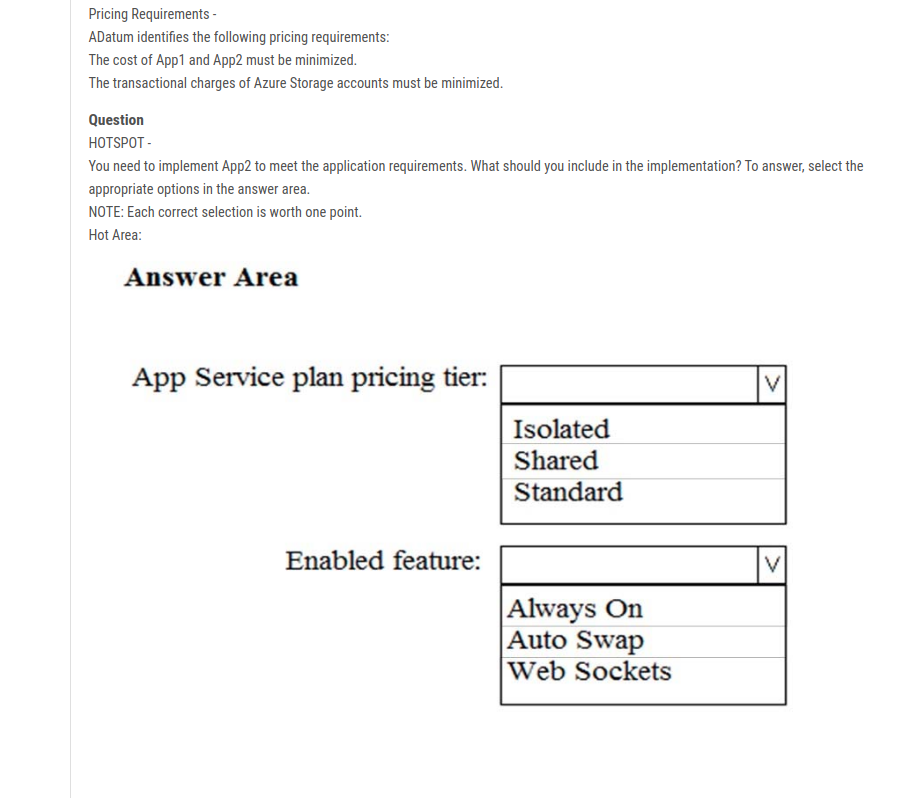 Pricing Requirements -
ADatum identifies the following pricing requirements:
The cost of App1 and App2 must be minimized.
The transactional charges of Azure Storage accounts must be minimized.
Question
HOTSPOT -
You need to implement App2 to meet the application requirements. What should you include in the implementation? To answer, select the
appropriate options in the answer area.
NOTE: Each correct selection is worth one point.
Hot Area:
Answer Area
App Service plan pricing tier:
Isolated
Shared
Standard
Enabled feature:
Always On
Auto Swap
Web Sockets